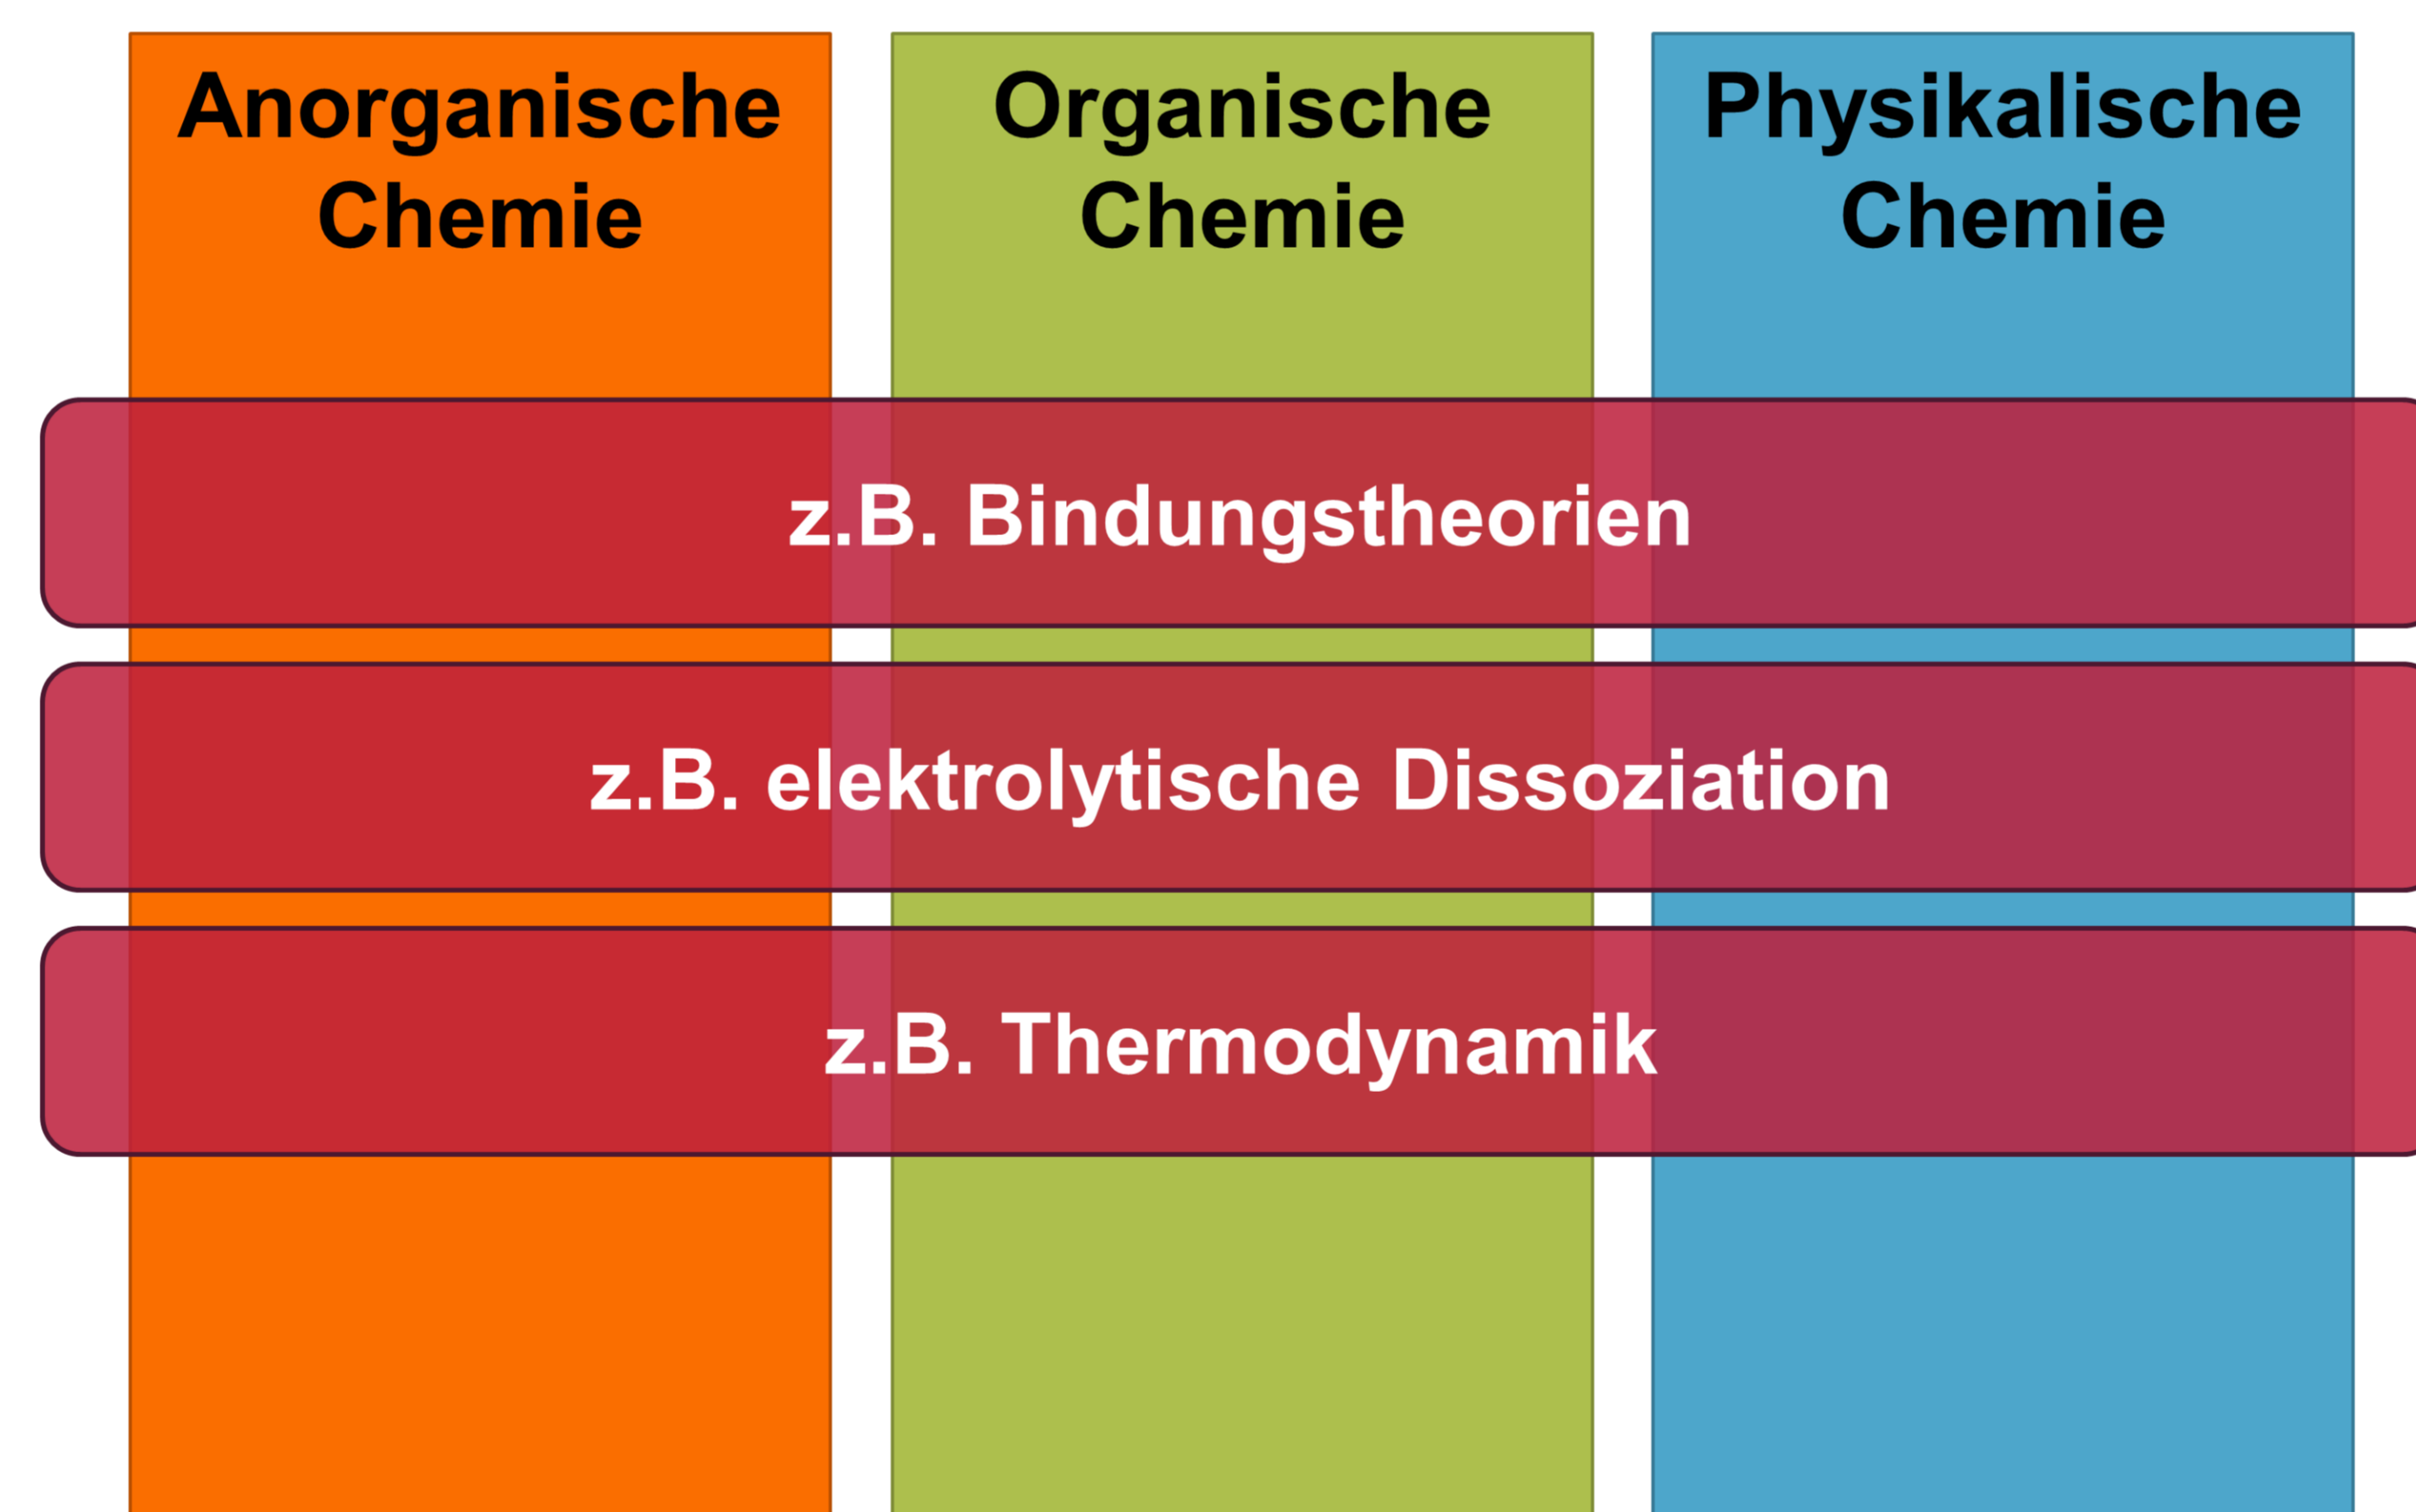 Anorganische
Chemie
Organische
Chemie
Physikalische
Chemie
z.B. Bindungstheorien
z.B. elektrolytische Dissoziation
z.B. Thermodynamik